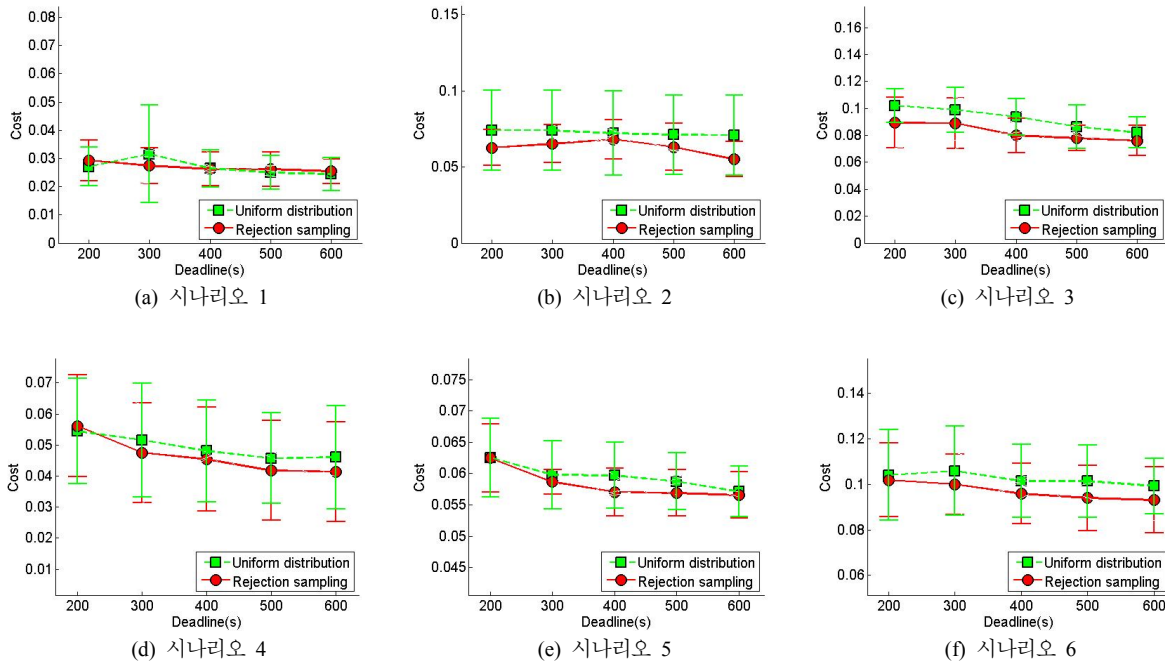 0.08
0.07
0.06
0.05
0.04
0.03
0.02
0.01
0
Cost
200 300 400 500 600
Deadline(s)
Uniform distribution
Rejection sampling
(a) 시나리오 1
0.15
0.1
0.05
0
Cost
200 300 400 500 600
Deadline(s)
Uniform distribution
Rejection sampling
(b) 시나리오 2
0.16
0.14
0.12
0.1
0.08
0.06
0.04
0.02
0
Cost
200 300 400 500 600
Deadline(s)
Uniform distribution
Rejection sampling
(c) 시나리오 3
0.07
0.06
0.05
0.04
0.03
0.02
0.01
Cost
200 300 400 500 600
Deadline(s)
Uniform distribution
Rejection sampling
(d) 시나리오 4
0.075
0.07
0.065
0.06
0.055
0.05
0.045
Cost
200 300 400 500 600
Deadline(s)
Uniform distribution
Rejection sampling
(e) 시나리오 5
0.14
0.12
0.1
0.08
0.06
Cost
200 300 400 500 600
Deadline(s)
Uniform distribution
Rejection sampling
(f) 시나리오 6